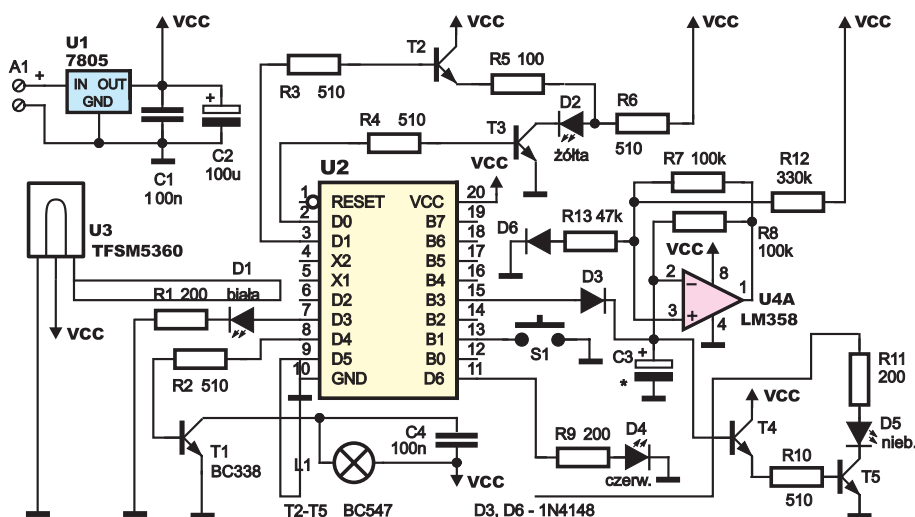 VCC
VCC
VCC
U1
7805
IN OUT
GND
A1
+
+
C1
100n
C2
100u
R3 510
T2
R5 100
R4 510
T3
D2
żółta
R6
510
R7 100k
R12
330k
VCC
U2
1 RESET VCC 20
2 D0 B7 19
3 D1 B6 18
4 X2 B5 17
5 X1 B4 16
6 D2 B3 15
7 D3 B2 14
8 D4 B1 13
9 D5 B0 12
10 GND D6 11
U3
TFSM5360
VCC
D6
R13 47k
R8
100k
VCC
8
2 −
3 +
1
4
U4A
LM358
D1
biała
R1 200
R2 510
D3
S1
C3 +
*
R11
200
VCC
D5
nieb.
T1
BC338
L1
C4
100n
VCC
R9 200
D4
czerw.
T4
R10
510
T5
T2-T5 BC547
D3, D6 - 1N4148